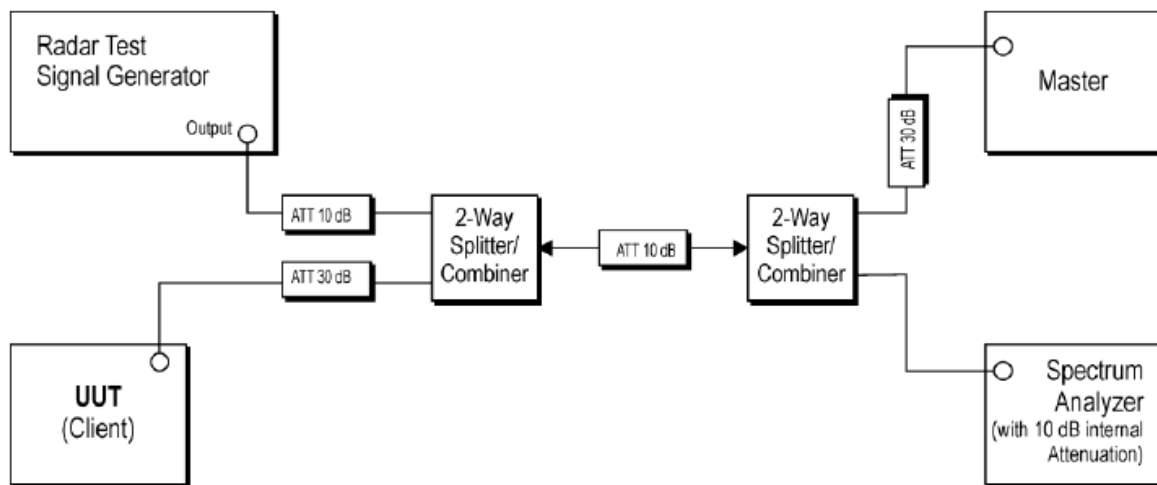 Radar Test
Signal Generator
Output
ATT 10 dB
ATT 30 dB
UUT
(Client)
2-Way
Splitter/
Combiner
ATT 10 dB
2-Way
Splitter/
Combiner
ATT 30 dB
Master
Spectrum
Analyzer
(with 10 dB internal
Attenuation)